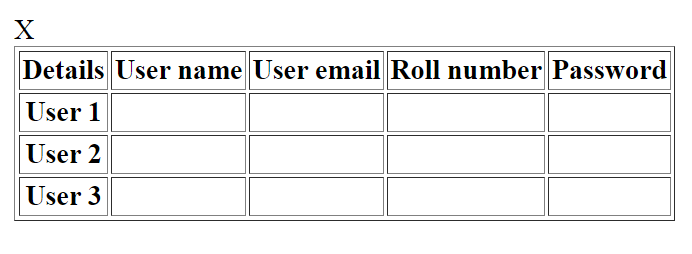 X
Details User name User email Roll number Password
User 1
User 2
User 3